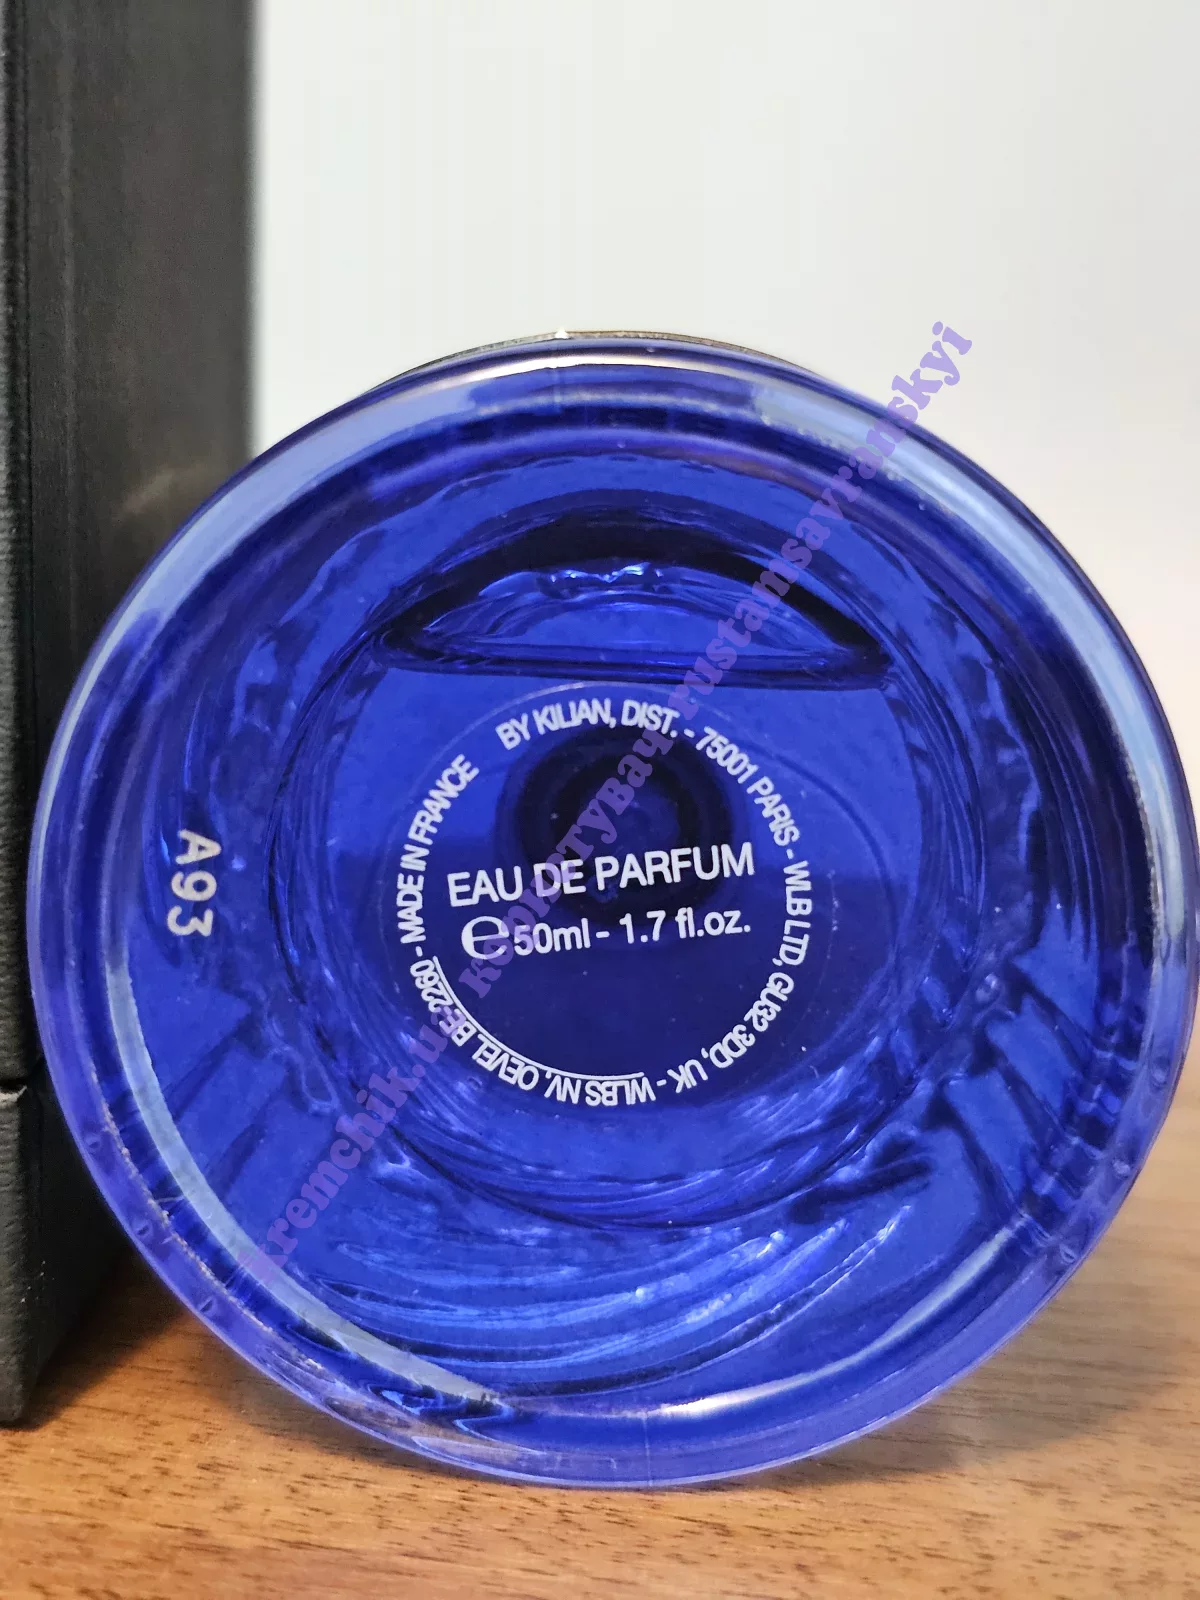 BY KILIAN, DIST. - 75001 PARIS - WLB LTD, GU32 3DD, UK - WLBS NV, OEVEL BE-2260 - MADE IN FRANCE
EAU DE PARFUM
℮50ml - 1.7 fl.oz.
A93
kremchik.u
rustamsavranskyi